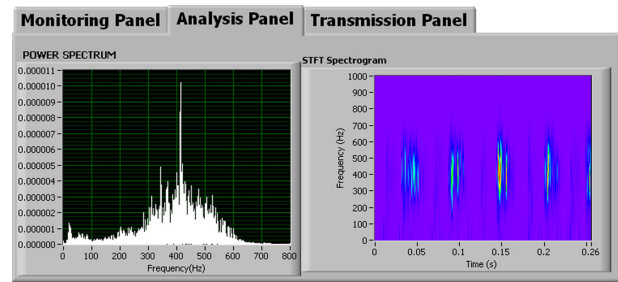 Monitoring Panel Analysis Panel Transmission Panel
POWER SPECTRUM
0.000011
0.000010
0.000009
0.000008
0.000007
0.000006
0.000005
0.000004
0.000003
0.000002
0.000001
0.000000
0 100 200 300 400 500 600 700 800
Frequency(Hz)
STFT Spectrogram
Frequency (Hz)
1000
900
800
700
600
500
400
300
200
100
0
0 0.05 0.1 0.15 0.2 0.26
Time (s)